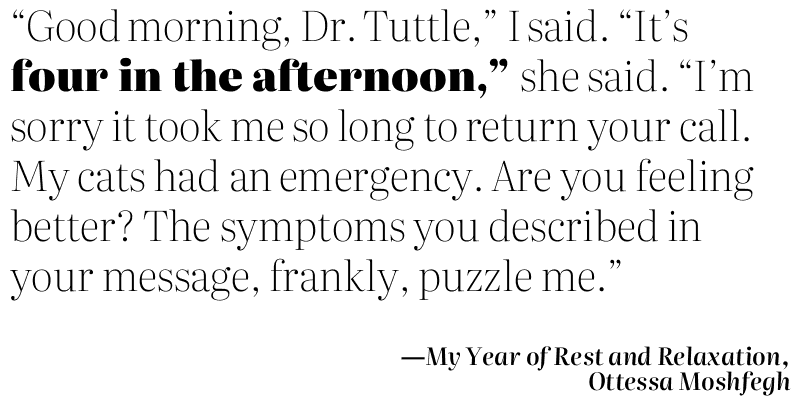 “Good morning, Dr. Tuttle,” I said. “It’s
four in the afternoon,” she said. “I’m
sorry it took me so long to return your call.
My cats had an emergency. Are you feeling
better? The symptoms you described in
your message, frankly, puzzle me.”
—My Year of Rest and Relaxation,
Ottessa Moshfegh